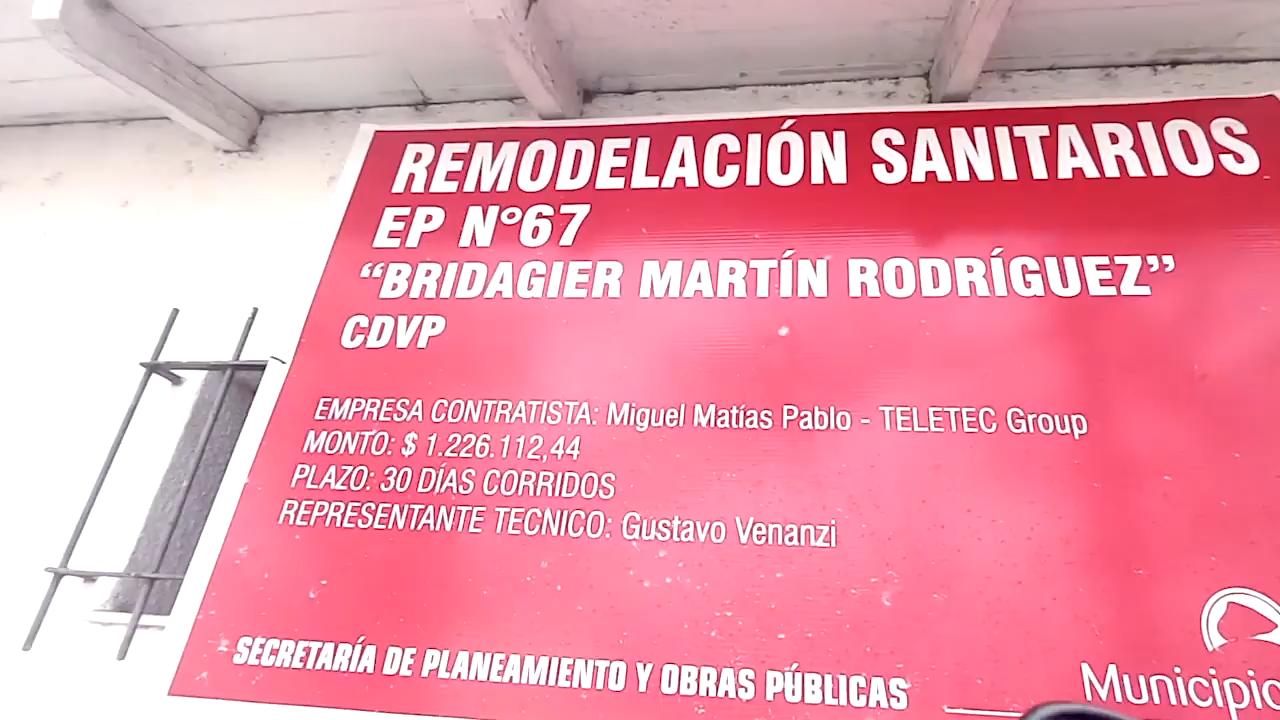 REMODELACIÓN SANITARIOS
EP N°67
“BRIDAGIER MARTÍN RODRÍGUEZ”
CDVP
EMPRESA CONTRATISTA: Miguel Matías Pablo - TELETEC Group
MONTO: $ 1.226.112,44
PLAZO: 30 DÍAS CORRIDOS
REPRESENTANTE TECNICO: Gustavo Venanzi
SECRETARÍA DE PLANEAMIENTO Y OBRAS PÚBLICAS
Municipio